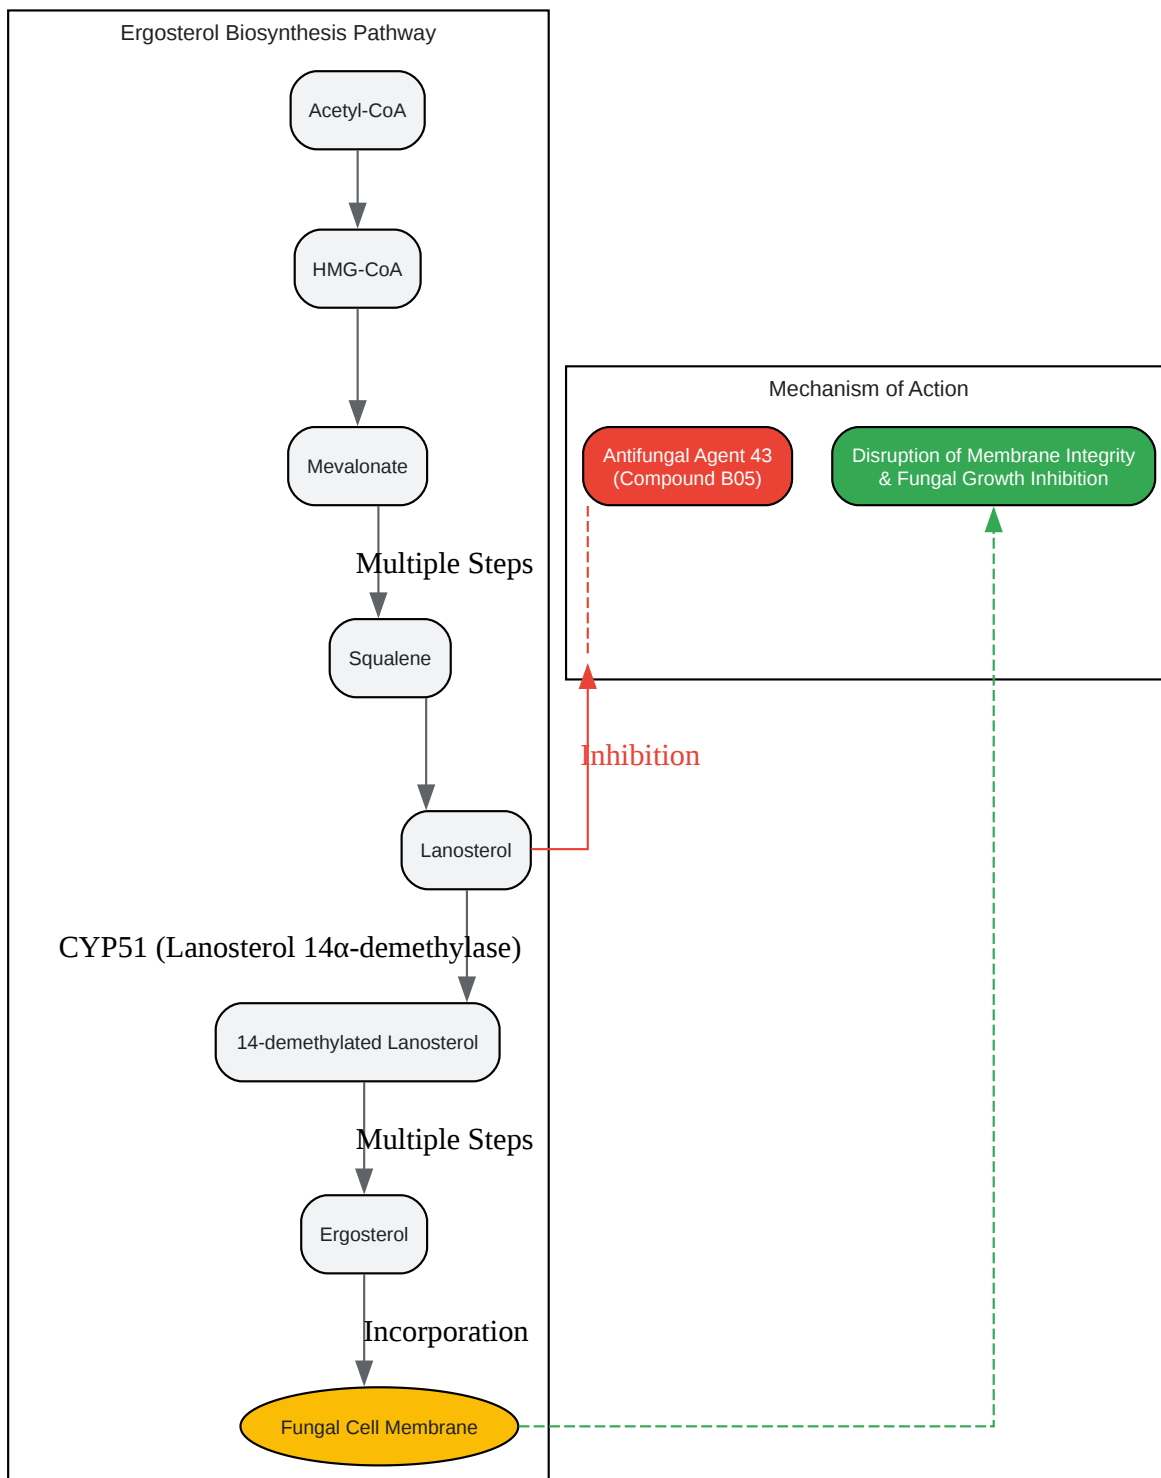 Ergosterol Biosynthesis Pathway
Acetyl-CoA
HMG-CoA
Mevalonate
Multiple Steps
Squalene
Lanosterol
CYP51 (Lanosterol 14α-demethylase)
14-demethylated Lanosterol
Multiple Steps
Ergosterol
Incorporation
Fungal Cell Membrane
Mechanism of Action
Antifungal Agent 43
(Compound B05)
Disruption of Membrane Integrity
& Fungal Growth Inhibition
Inhibition